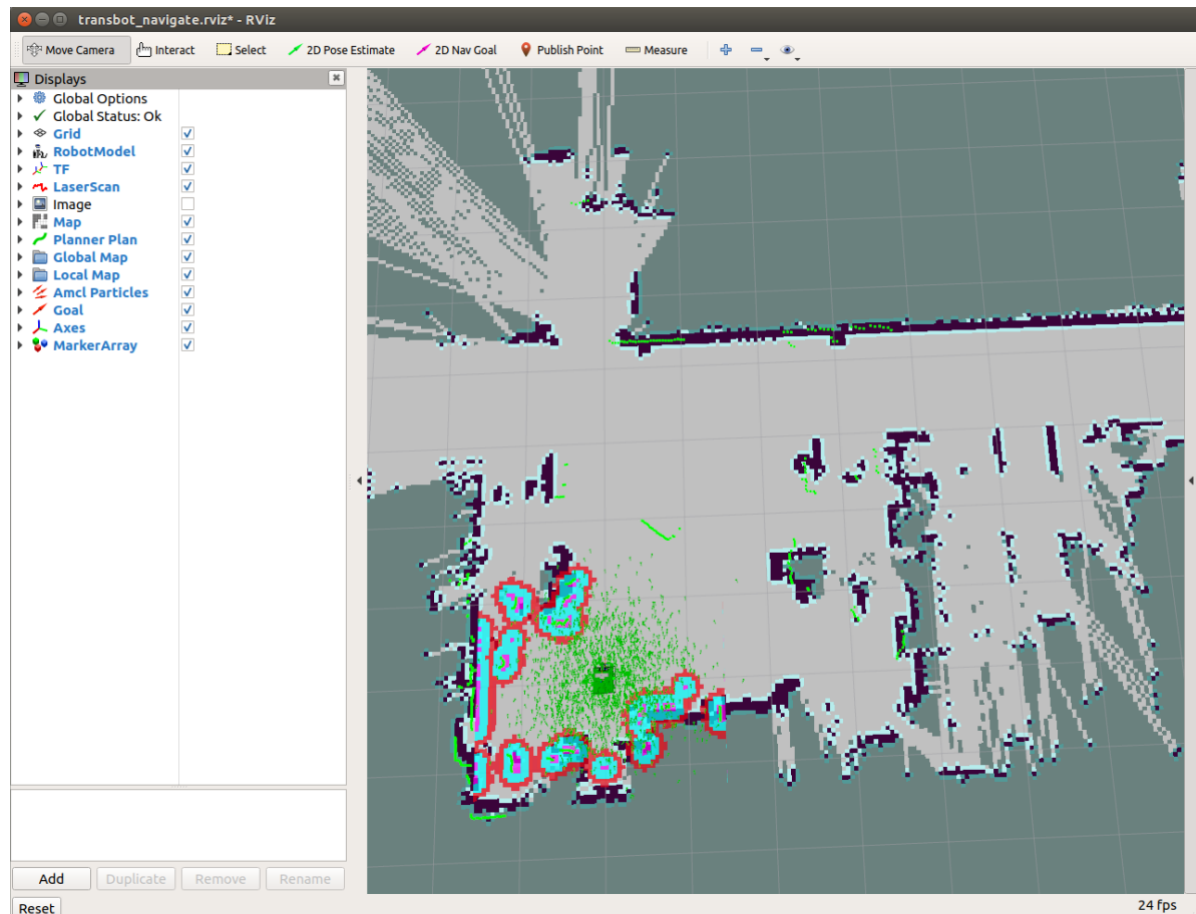 transbot_navigate.rviz* - RViz
Move Camera Interact Select 2D Pose Estimate 2D Nav Goal Publish Point Measure
Displays
Global Options
Global Status: Ok
Grid
RobotModel
TF
LaserScan
Image
Map
Planner Plan
Global Map
Local Map
Amcl Particles
Goal
Axes
MarkerArray
Add Duplicate Remove Rename
Reset 24 fps